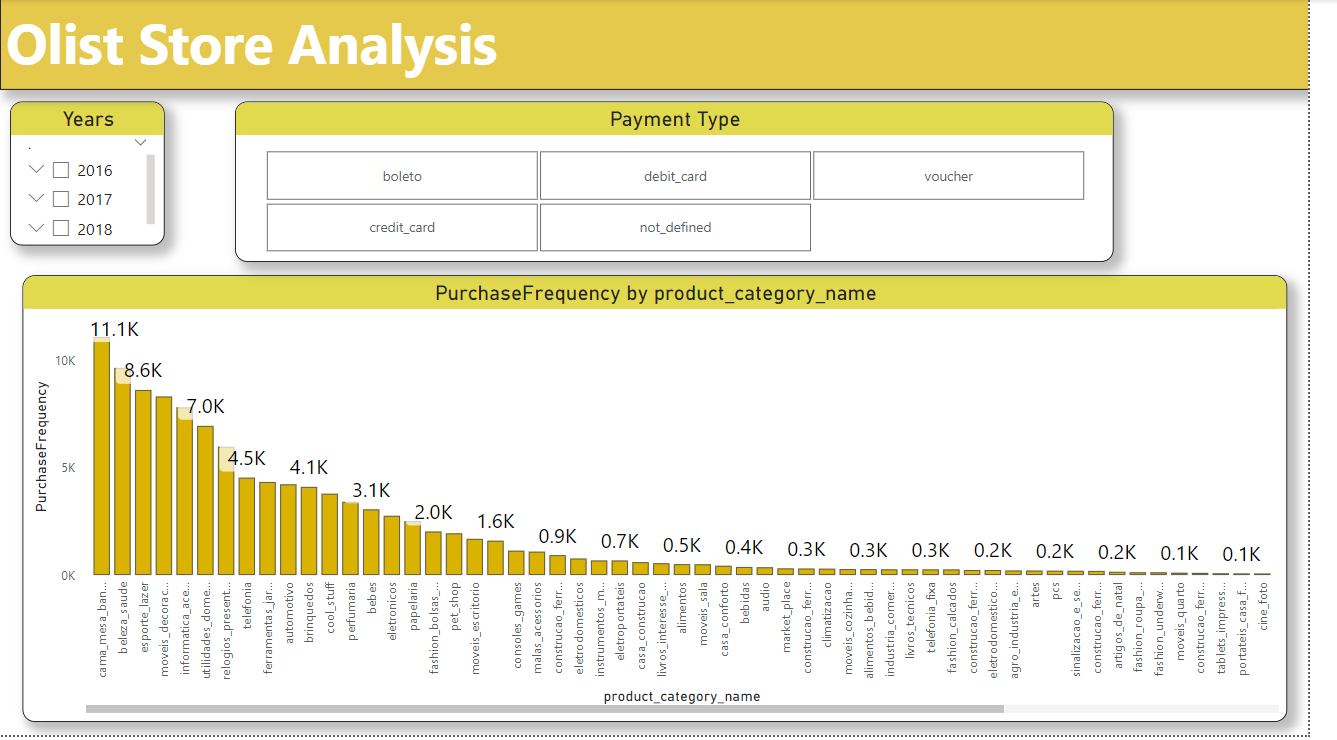 Olist Store Analysis
Years
.
2016
2017
2018
Payment Type
boleto
debit_card
voucher
credit_card
not_defined
PurchaseFrequency by product_category_name
PurchaseFrequency
10K
5K
0K
11.1K
8.6K
7.0K
4.5K
4.1K
3.1K
2.0K
1.6K
0.9K
0.7K
0.5K
0.4K
0.3K
0.3K
0.3K
0.2K
0.2K
0.2K
0.1K
0.1K
cama_mesa_ban...
beleza_saude
esporte_lazer
moveis_decorac...
informatica_ace...
utilidades_dome...
relogios_present...
telefonia
ferramentas_jar...
automotivo
brinquedos
cool_stuff
perfumaria
bebes
eletronicos
papelaria
fashion_bolsas_...
pet_shop
moveis_escritorio
consoles_games
malas_acessorios
construcao_ferr...
eletrodomesticos
instrumentos_m...
eletroportateis
casa_construcao
livros_interesse_...
alimentos
moveis_sala
casa_conforto
bebidas
audio
market_place
construcao_ferr...
climatizacao
moveis_cozinha...
alimentos_bebid...
industria_comer...
livros_tecnicos
telefonia_fixa
fashion_calcados
construcao_ferr...
eletrodomestico...
agro_industria_e...
artes
pcs
sinalizacao_e_se...
construcao_ferr...
artigos_de_natal
fashion_roupa_...
fashion_underw...
moveis_quarto
construcao_ferr...
tablets_impress...
portateis_casa_f...
cine_foto
product_category_name